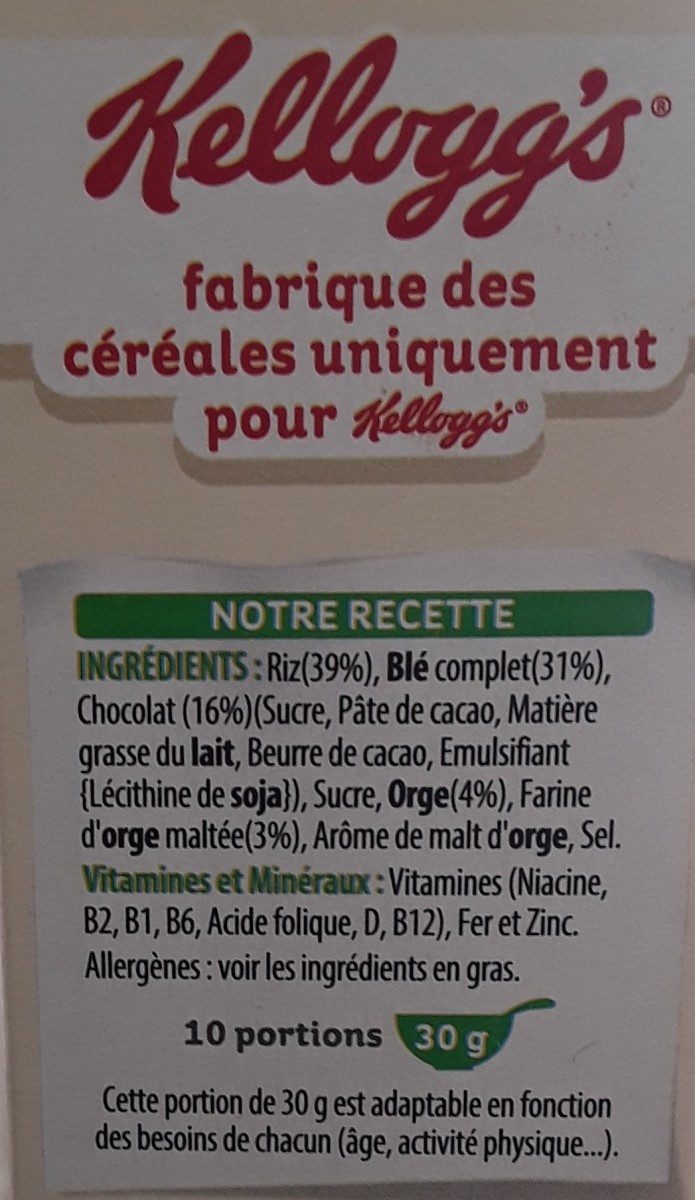 Kellogg's®
fabrique des
céréales uniquement
pour Kellogg's®
NOTRE RECETTE
INGRÉDIENTS : Riz(39%), Blé complet(31%),
Chocolat (16%)(Sucre, Pâte de cacao, Matière
grasse du lait, Beurre de cacao, Emulsifiant
{Lécithine de soja}), Sucre, Orge(4%), Farine
d'orge maltée(3%), Arôme de malt d'orge, Sel.
Vitamines et Minéraux : Vitamines (Niacine,
B2, B1, B6, Acide folique, D, B12), Fer et Zinc.
Allergènes : voir les ingrédients en gras.
10 portions 30 g
Cette portion de 30 g est adaptable en fonction
des besoins de chacun (âge, activité physique...).